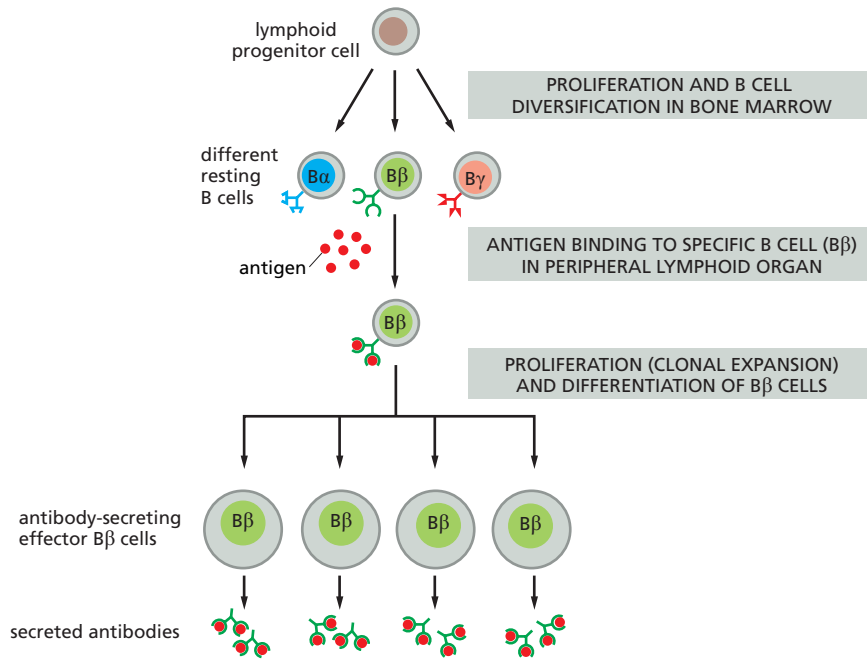 lymphoid
progenitor cell
PROLIFERATION AND B CELL
DIVERSIFICATION IN BONE MARROW
different
resting
B cells
Bα
Bβ
Bγ
antigen
ANTIGEN BINDING TO SPECIFIC B CELL (Bβ)
IN PERIPHERAL LYMPHOID ORGAN
Bβ
PROLIFERATION (CLONAL EXPANSION)
AND DIFFERENTIATION OF Bβ CELLS
antibody-secreting
effector Bβ cells
Bβ
Bβ
Bβ
Bβ
secreted antibodies